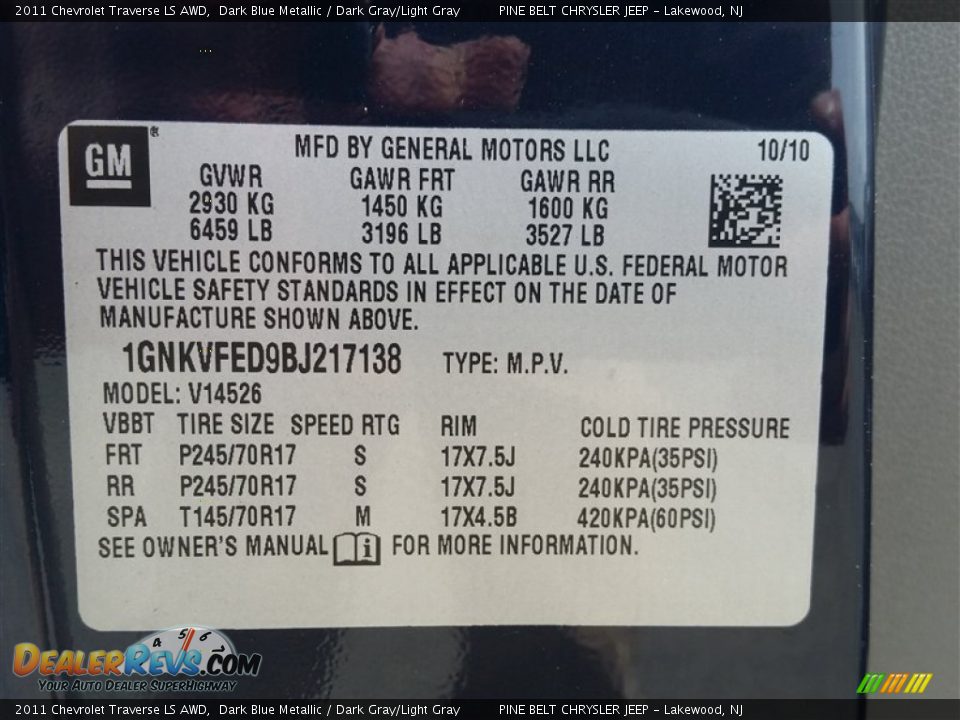 2011 Chevrolet Traverse LS AWD, Dark Blue Metallic / Dark Gray/Light Gray PINE BELT CHRYSLER JEEP - Lakewood, NJ
GM ® MFD BY GENERAL MOTORS LLC 10/10
GVWR GAWR FRT GAWR RR
2930 KG 1450 KG 1600 KG
6459 LB 3196 LB 3527 LB
THIS VEHICLE CONFORMS TO ALL APPLICABLE U.S. FEDERAL MOTOR
VEHICLE SAFETY STANDARDS IN EFFECT ON THE DATE OF
MANUFACTURE SHOWN ABOVE.
1GNKVFED9BJ217138 TYPE: M.P.V.
MODEL: V14526
VBBT TIRE SIZE SPEED RTG RIM COLD TIRE PRESSURE
FRT P245/70R17 S 17X7.5J 240KPA(35PSI)
RR P245/70R17 S 17X7.5J 240KPA(35PSI)
SPA T145/70R17 M 17X4.5B 420KPA(60PSI)
SEE OWNER'S MANUAL i FOR MORE INFORMATION.
4 5 6
DEALERREVS.COM
YOUR AUTO DEALER SUPERHIGHWAY
2011 Chevrolet Traverse LS AWD, Dark Blue Metallic / Dark Gray/Light Gray PINE BELT CHRYSLER JEEP - Lakewood, NJ